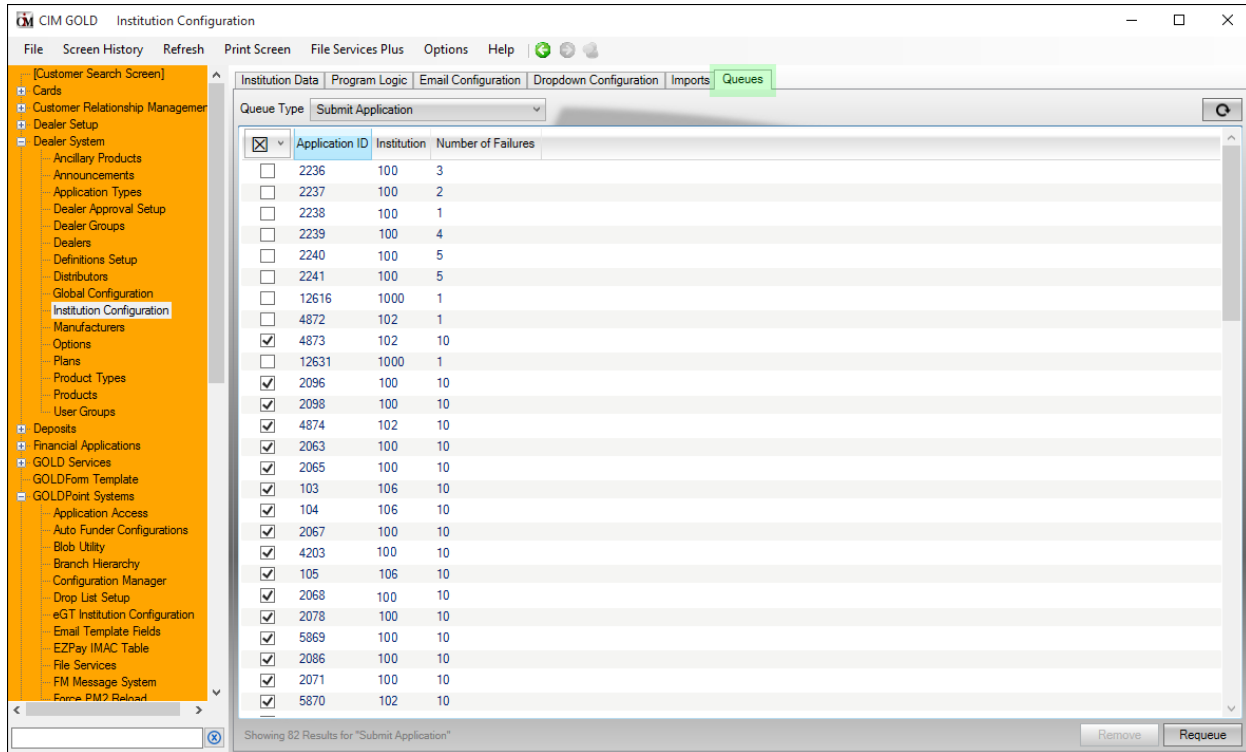 CIM GOLD Institution Configuration
File Screen History Refresh Print Screen File Services Plus Options Help
[Customer Search Screen]
Cards
Customer Relationship Managemen
Dealer Setup
Dealer System
Ancillary Products
Announcements
Application Types
Dealer Approval Setup
Dealer Groups
Dealers
Definitions Setup
Distributors
Global Configuration
Institution Configuration
Manufacturers
Options
Plans
Product Types
Products
User Groups
Deposits
Financial Applications
GOLD Services
GOLDForm Template
GOLDPoint Systems
Application Access
Auto Funder Configurations
Blob Utility
Branch Hierarchy
Configuration Manager
Drop List Setup
eGT Institution Configuration
Email Template Fields
EZPay IMAC Table
File Services
FM Message System
Force PM2 Reload
Institution Data Program Logic Email Configuration Dropdown Configuration Imports Queues
Queue Type Submit Application
Application ID Institution Number of Failures
2236 100 3
2237 100 2
2238 100 1
2239 100 4
2240 100 5
2241 100 5
12616 1000 1
4872 102 1
4873 102 10
12631 1000 1
2096 100 10
2098 100 10
4874 102 10
2063 100 10
2065 100 10
103 106 10
104 106 10
2067 100 10
4203 100 10
105 106 10
2068 100 10
2078 100 10
5869 100 10
2086 100 10
2071 100 10
5870 102 10
Showing 82 Results for "Submit Application"
Remove Requeue